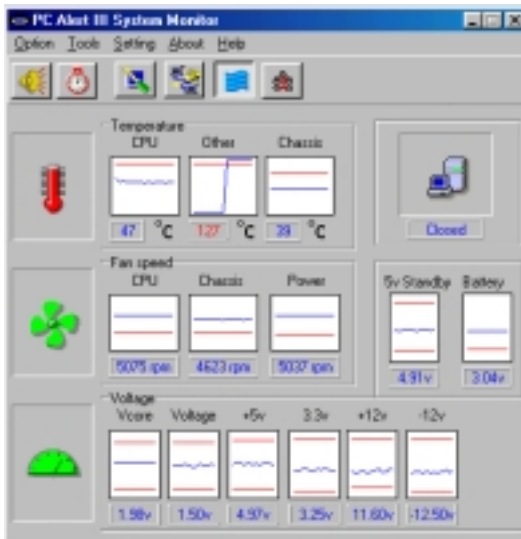 PC Alert III System Monitor
Option Tools Setting About Help
Temperature
CPU Other Chassis
47 °C 127 °C 39 °C
Closed
Fan speed
CPU Chassis Power
5075 rpm 4623 rpm 5037 rpm
5v Standby Battery
4.91v 3.04v
Voltage
Vcore Voltage +5v 3.3v +12v -12v
1.98v 1.50v 4.97v 3.25v 11.60v -12.50v